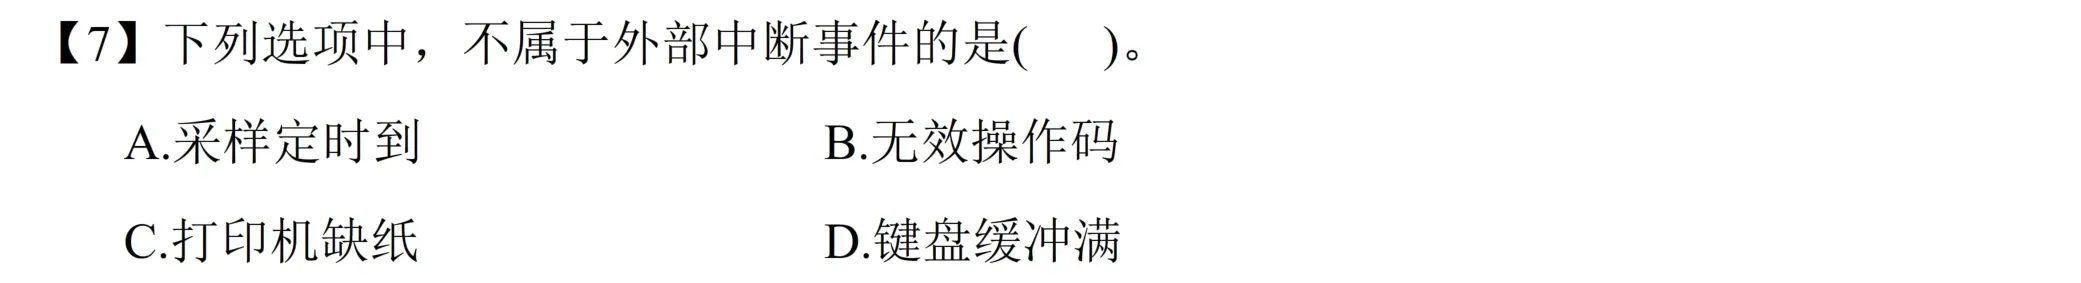 【7】下列选项中，不属于外部中断事件的是(　　)。
A.采样定时到　　B.无效操作码
C.打印机缺纸　　D.键盘缓冲满